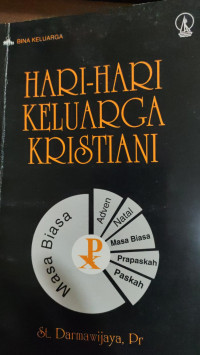 BINA KELUARGA
HARI-HARI
KELUARGA
KRISTIANI
Masa Biasa
Adven
Natal
Masa Biasa
Prapaskah
Paskah
St. Darmawijaya, Pr